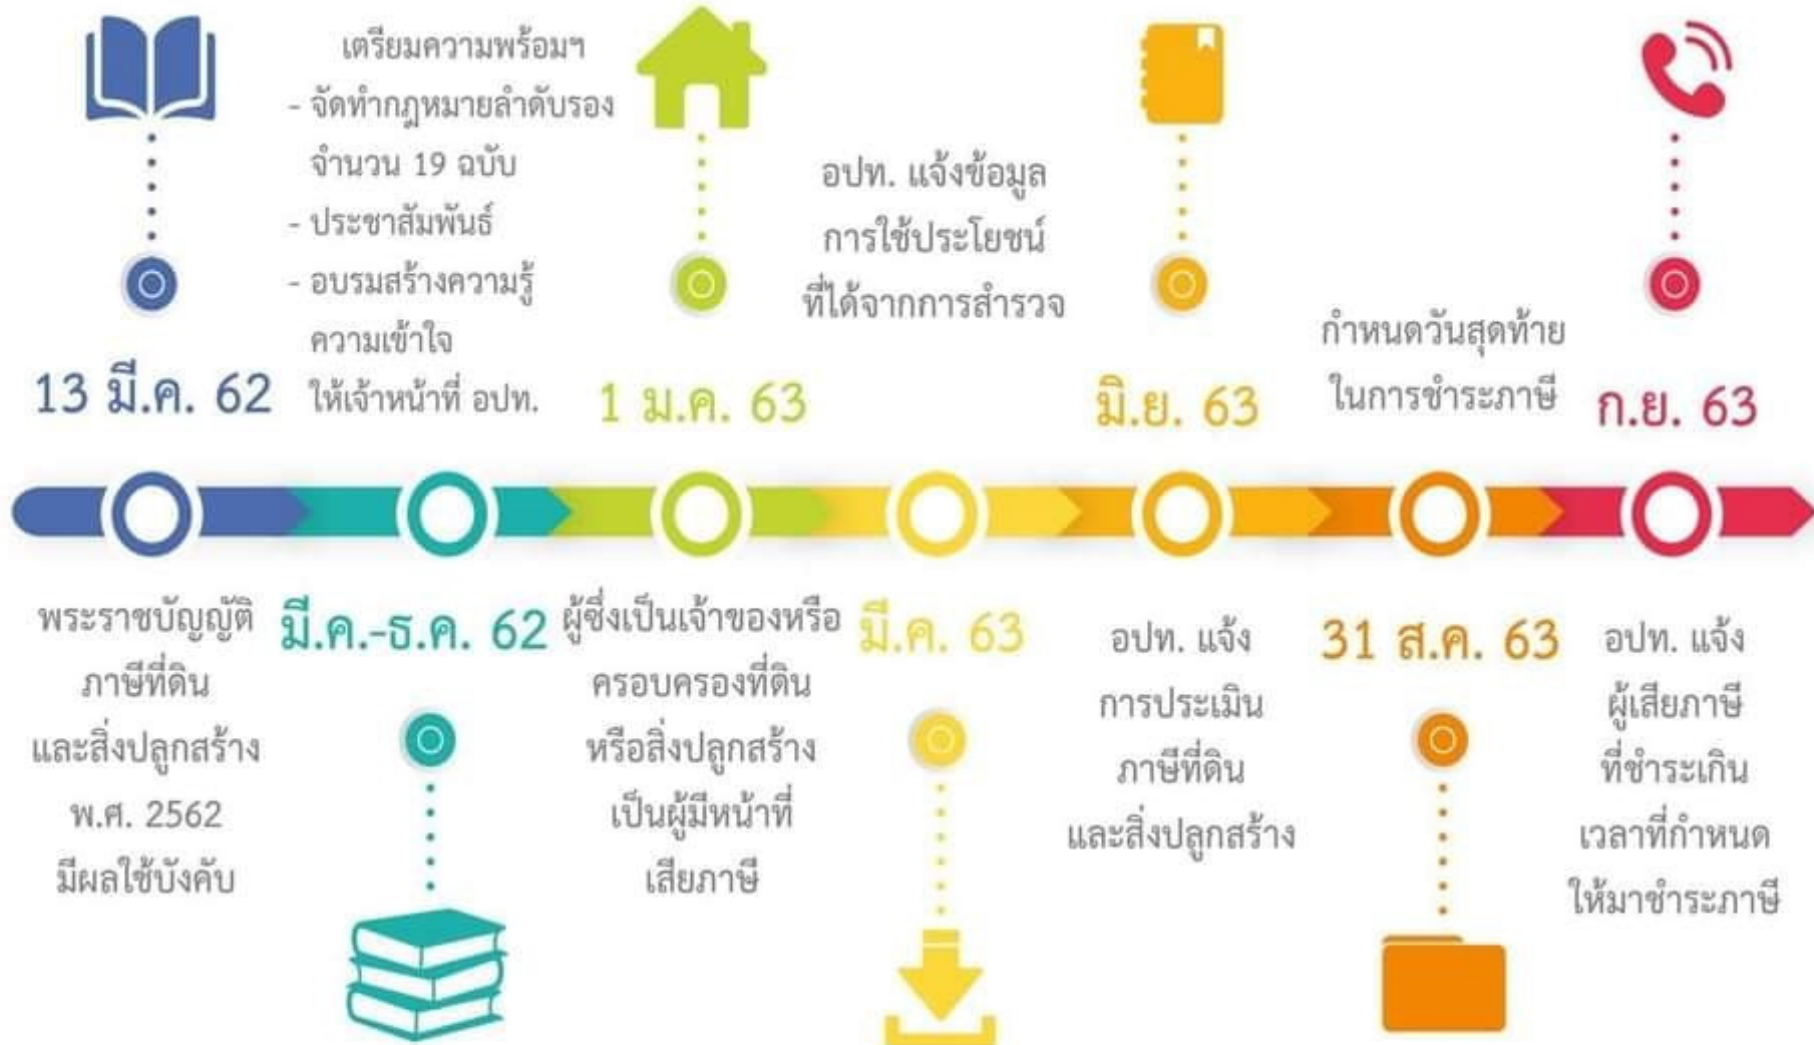 13 มี.ค. 62
พระราชบัญญัติ
ภาษีที่ดิน
และสิ่งปลูกสร้าง
พ.ศ. 2562
มีผลใช้บังคับ
เตรียมความพร้อมฯ
- จัดทำกฎหมายลำดับรอง
จำนวน 19 ฉบับ
- ประชาสัมพันธ์
- อบรมสร้างความรู้
ความเข้าใจ
ให้เจ้าหน้าที่ อปท.
มี.ค.-ธ.ค. 62
1 ม.ค. 63
ผู้ซึ่งเป็นเจ้าของหรือ
ครอบครองที่ดิน
หรือสิ่งปลูกสร้าง
เป็นผู้มีหน้าที่
เสียภาษี
อปท. แจ้งข้อมูล
การใช้ประโยชน์
ที่ได้จากการสำรวจ
มี.ค. 63
มิ.ย. 63
อปท. แจ้ง
การประเมิน
ภาษีที่ดิน
และสิ่งปลูกสร้าง
กำหนดวันสุดท้าย
ในการชำระภาษี
31 ส.ค. 63
ก.ย. 63
อปท. แจ้ง
ผู้เสียภาษี
ที่ชำระเกิน
เวลาที่กำหนด
ให้มาชำระภาษี